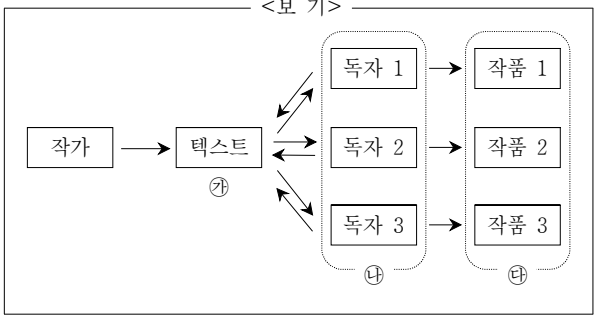 <보 기>
독자 1 작품 1
작가 텍스트 독자 2 작품 2
㉮
독자 3 작품 3
㉯ ㉰